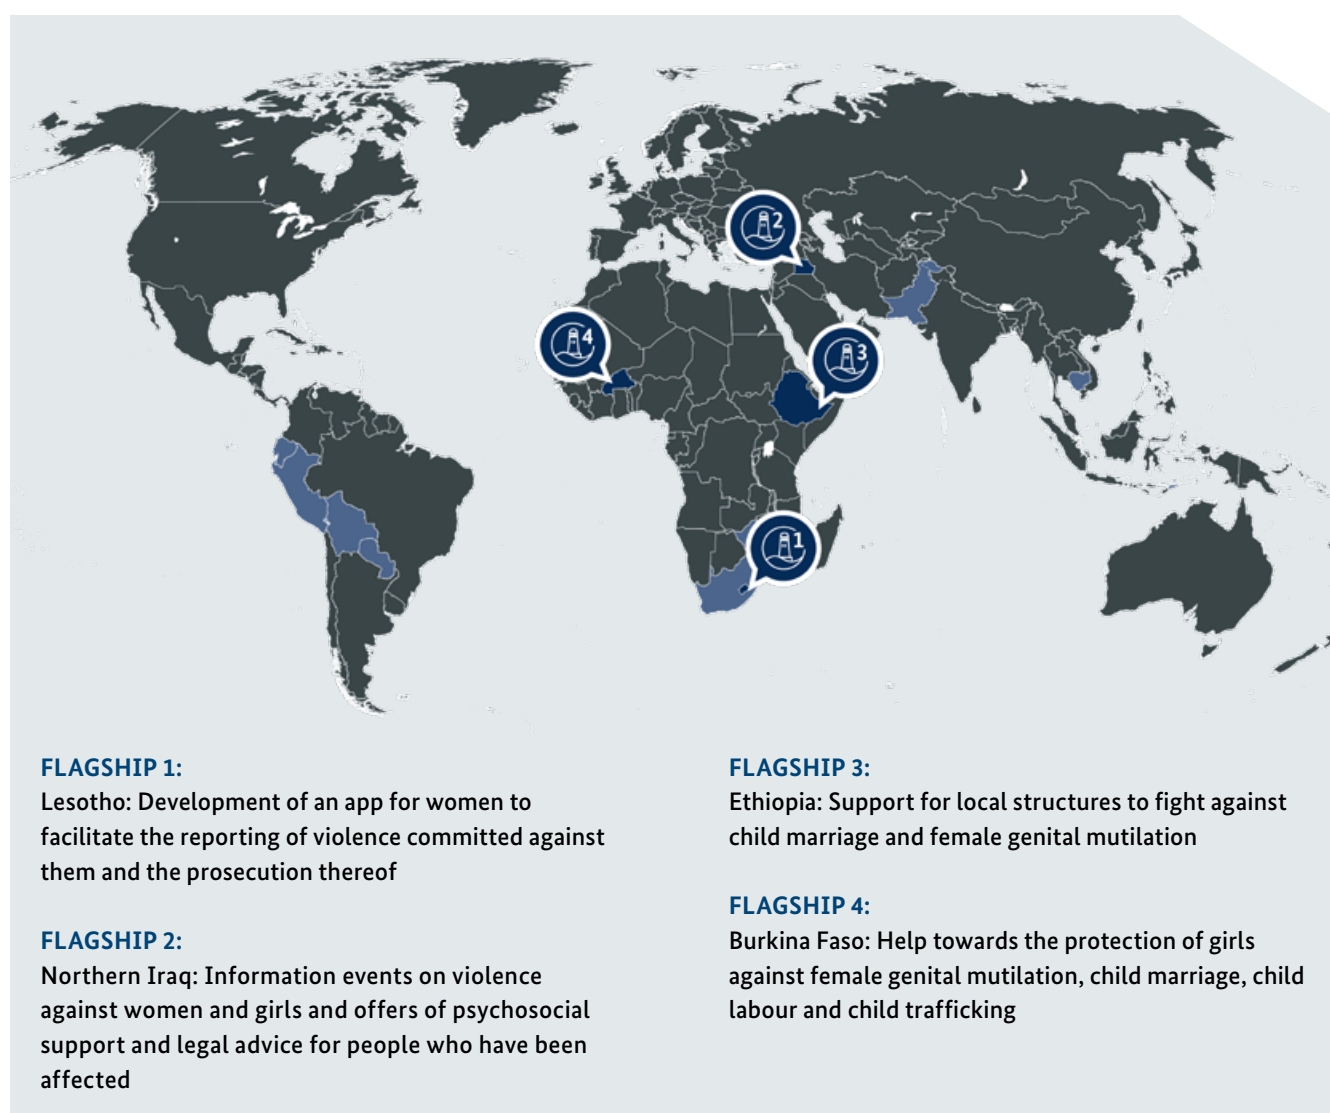 2
4
3
1
FLAGSHIP 1:
Lesotho: Development of an app for women to
facilitate the reporting of violence committed against
them and the prosecution thereof
FLAGSHIP 2:
Northern Iraq: Information events on violence
against women and girls and offers of psychosocial
support and legal advice for people who have been
affected
FLAGSHIP 3:
Ethiopia: Support for local structures to fight against
child marriage and female genital mutilation
FLAGSHIP 4:
Burkina Faso: Help towards the protection of girls
against female genital mutilation, child marriage, child
labour and child trafficking